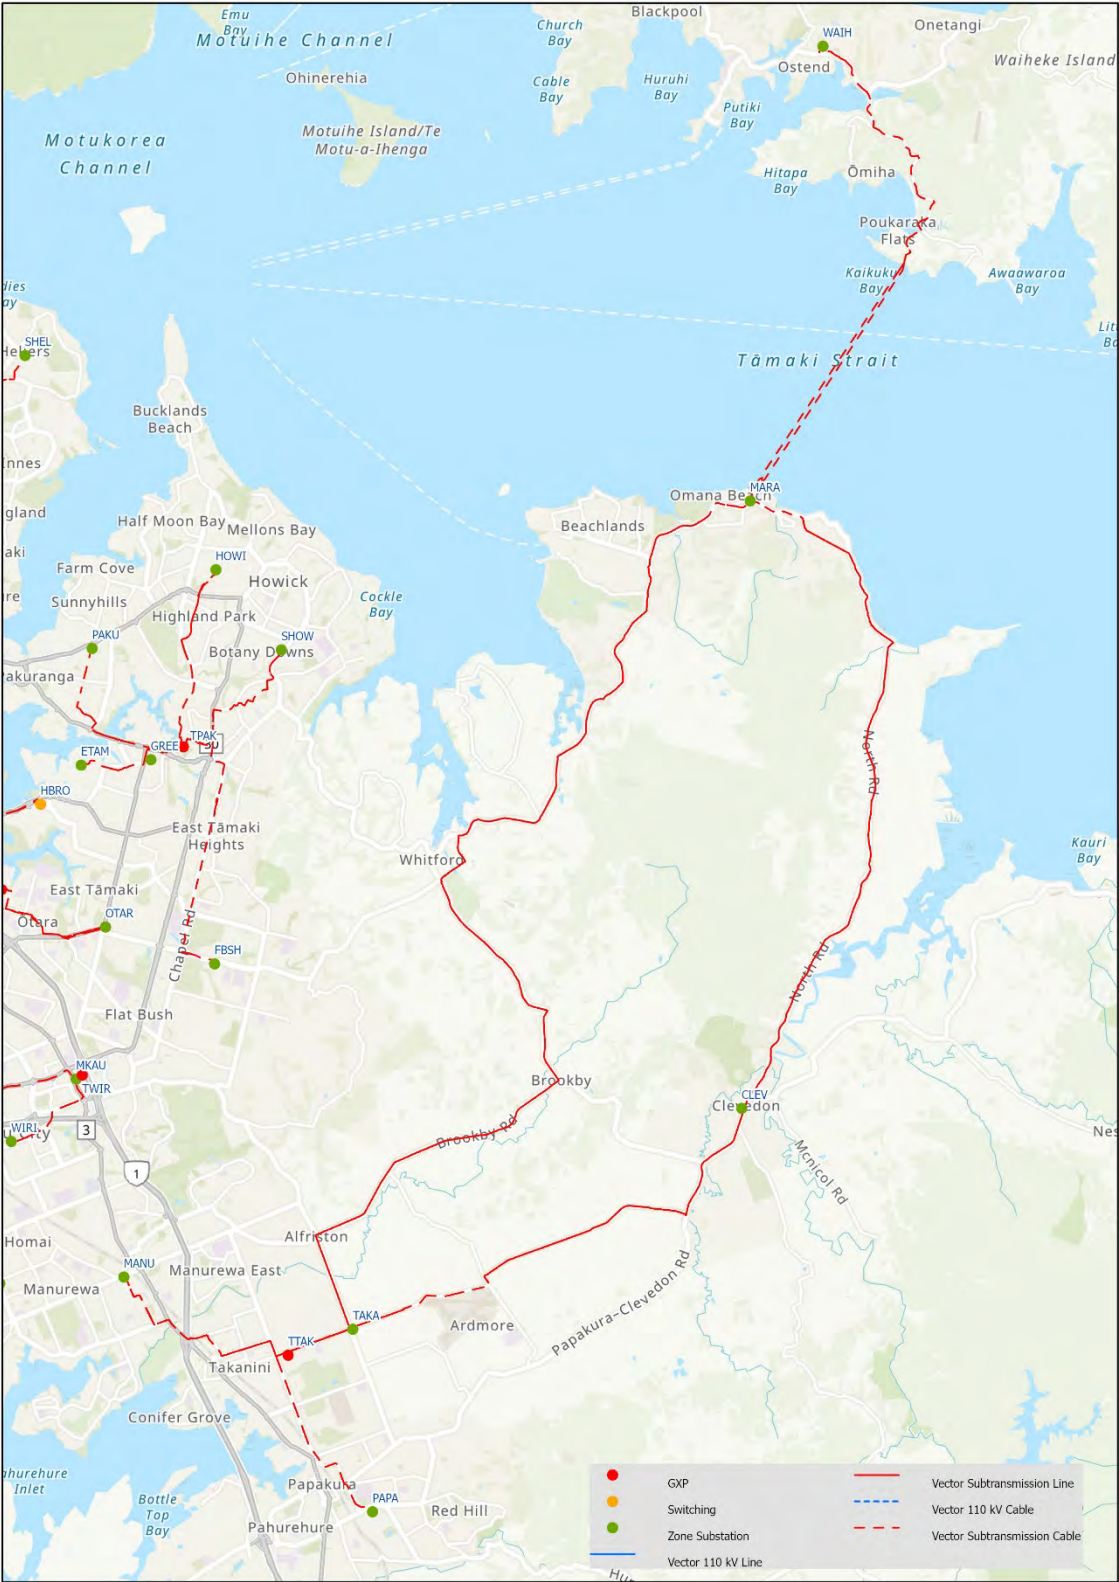 Emu
Bay
Motuihe Channel
Church
Bay
Blackpool
WAIH
Onetangi
Ostend
Waiheke Island
Ohinerehia
Cable
Bay
Huruhi
Bay
Putiki
Bay
Motukorea
Channel
Motuihe Island/Te
Motu-a-Ihenga
Hitapa
Bay
Ōmiha
Poukaraka
Flats
Kaikuku
Bay
Awaawaroa
Bay
SHEL
Tāmaki Strait
Bucklands
Beach
MARA
Omana Beach
Half Moon Bay
Mellons Bay
Beachlands
HOWI
Farm Cove
Howick
Sunnyhills
Cockle
Bay
Highland Park
PAKU
SHOW
Botany Downs
TPAK
GREE
ETAM
North Rd
HBRO
East Tāmaki
Heights
Whitford
Kauri
Bay
East Tāmaki
Ōtara
OTAR
Chapel Rd
FBSH
North Rd
Flat Bush
MKAU
TWIR
Brookby
CLEV
Clevedon
WIRI
3
Brookby Rd
Mcnicol Rd
1
Homai
Alfriston
MANU
Manurewa East
Manurewa
Papakura-Clevedon Rd
TAKA
Ardmore
TTAK
Takanini
Conifer Grove
Papakura
PAPA
Red Hill
Bottle
Top
Bay
Inlet
Pahurehure
GXP
Switching
Zone Substation
Vector 110 kV Line
Vector Subtransmission Line
Vector 110 kV Cable
Vector Subtransmission Cable